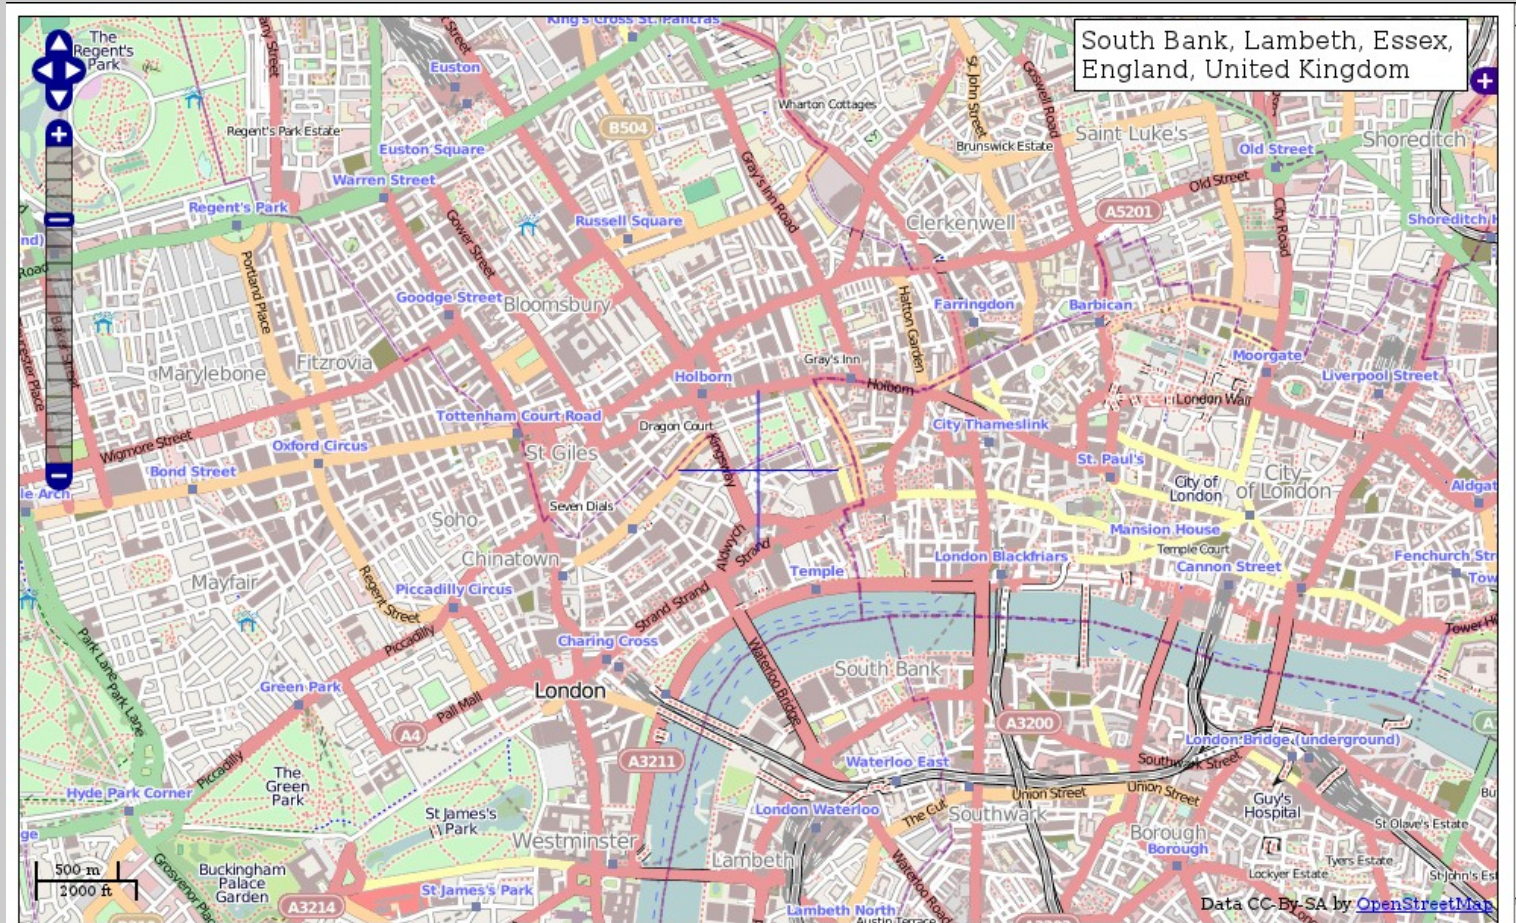 King's Cross St. Pancras
The
Regent's
Park
South Bank, Lambeth, Essex,
England, United Kingdom
Euston
Wharton Cottages
St. John Street
Goswell Road
B504
Regent's Park Estate
Saint Luke's
Shoreditch
Euston Square
Brunswick Estate
Old Street
Warren Street
Gray's Inn Road
Old Street
Regent's Park
Gower Street
Russell Square
Clerkenwell
A5201
City Road
Portland Place
Goodge Street
Bloomsbury
Hatton Garden
Farringdon
Barbican
Marylebone
Fitzrovia
Gray's Inn
Moorgate
Holborn
Holborn
Liverpool Street
London Wall
Tottenham Court Road
Dragon Court
City Thameslink
Wigmore Street
Oxford Circus
Kingsway
St Giles
St. Paul's
Bond Street
City of
London
City
of London
Seven Dials
Soho
Mansion House
Aldwych
Strand
Chinatown
London Blackfriars
Temple Court
Cannon Street
Mayfair
Temple
Piccadilly Circus
Regent Street
Strand Strand
Piccadilly
Charing Cross
Waterloo Bridge
South Bank
Park Lane Park Lane
Green Park
London
Pall Mall
A4
A3200
London Bridge (underground)
Piccadilly
A3211
Waterloo East
Southwark Street
The
Green
Park
Hyde Park Corner
Union Street
Union Street
Guy's
Hospital
London Waterloo
The Cut
Southwark
St James's
Park
St Olave's Estate
Westminster
Borough
Borough
Lambeth
Tyers Estate
500 m
2000 ft
Buckingham
Palace
Garden
Lockyer Estate
St James's Park
Waterloo Road
A3214
Lambeth North
Data CC-By-SA by OpenStreetMap